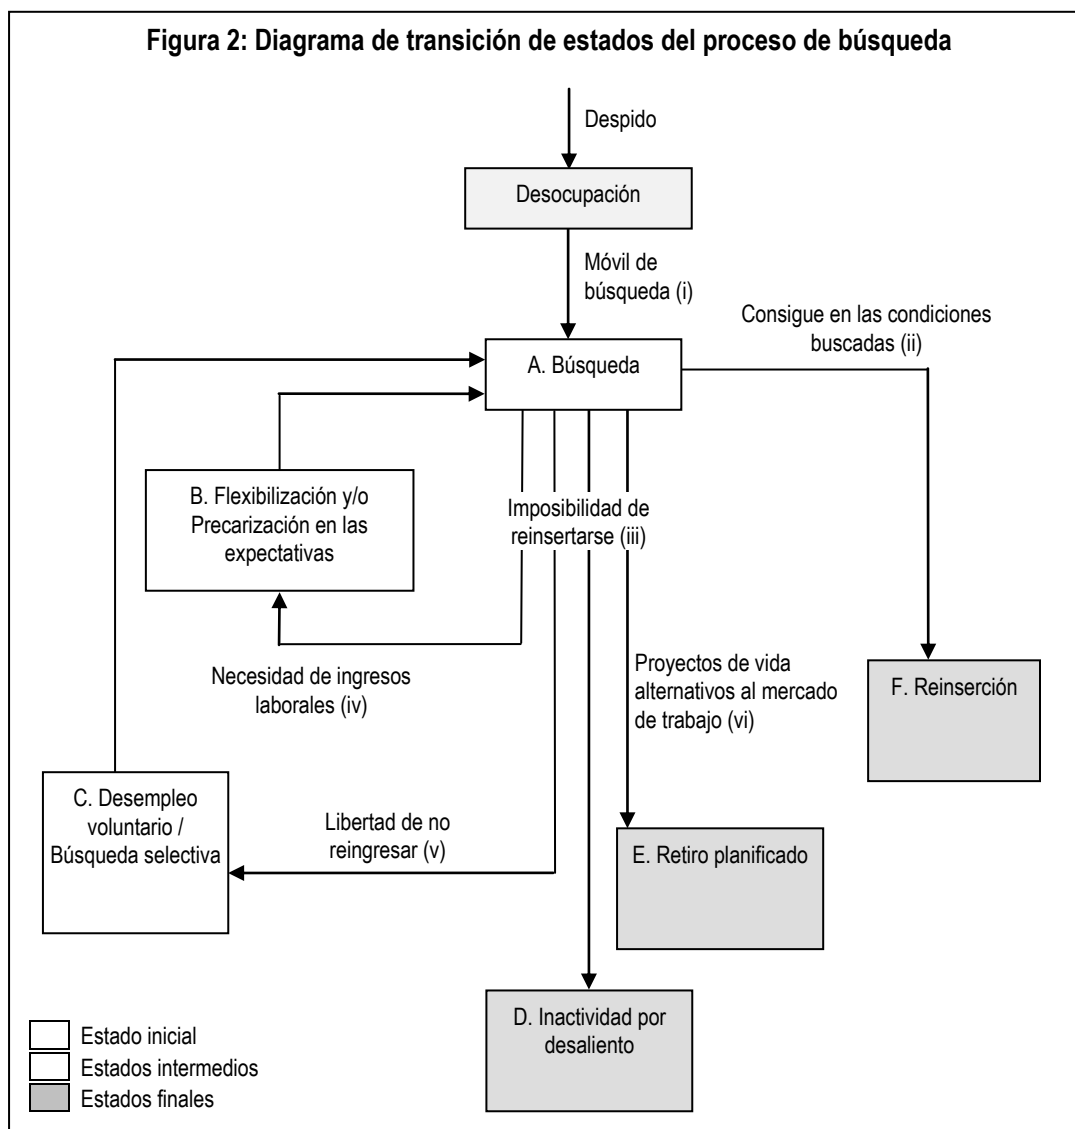 Figura 2: Diagrama de transición de estados del proceso de búsqueda
Despido
Desocupación
Móvil de
búsqueda (i)
Consigue en las condiciones
buscadas (ii)
A. Búsqueda
B. Flexibilización y/o
Precarización en las
expectativas
Imposibilidad de
reinsertarse (iii)
Necesidad de ingresos
laborales (iv)
Proyectos de vida
alternativos al mercado
de trabajo (vi)
F. Reinserción
C. Desempleo
voluntario /
Búsqueda selectiva
Libertad de no
reingresar (v)
E. Retiro planificado
D. Inactividad por
desaliento
Estado inicial
Estados intermedios
Estados finales